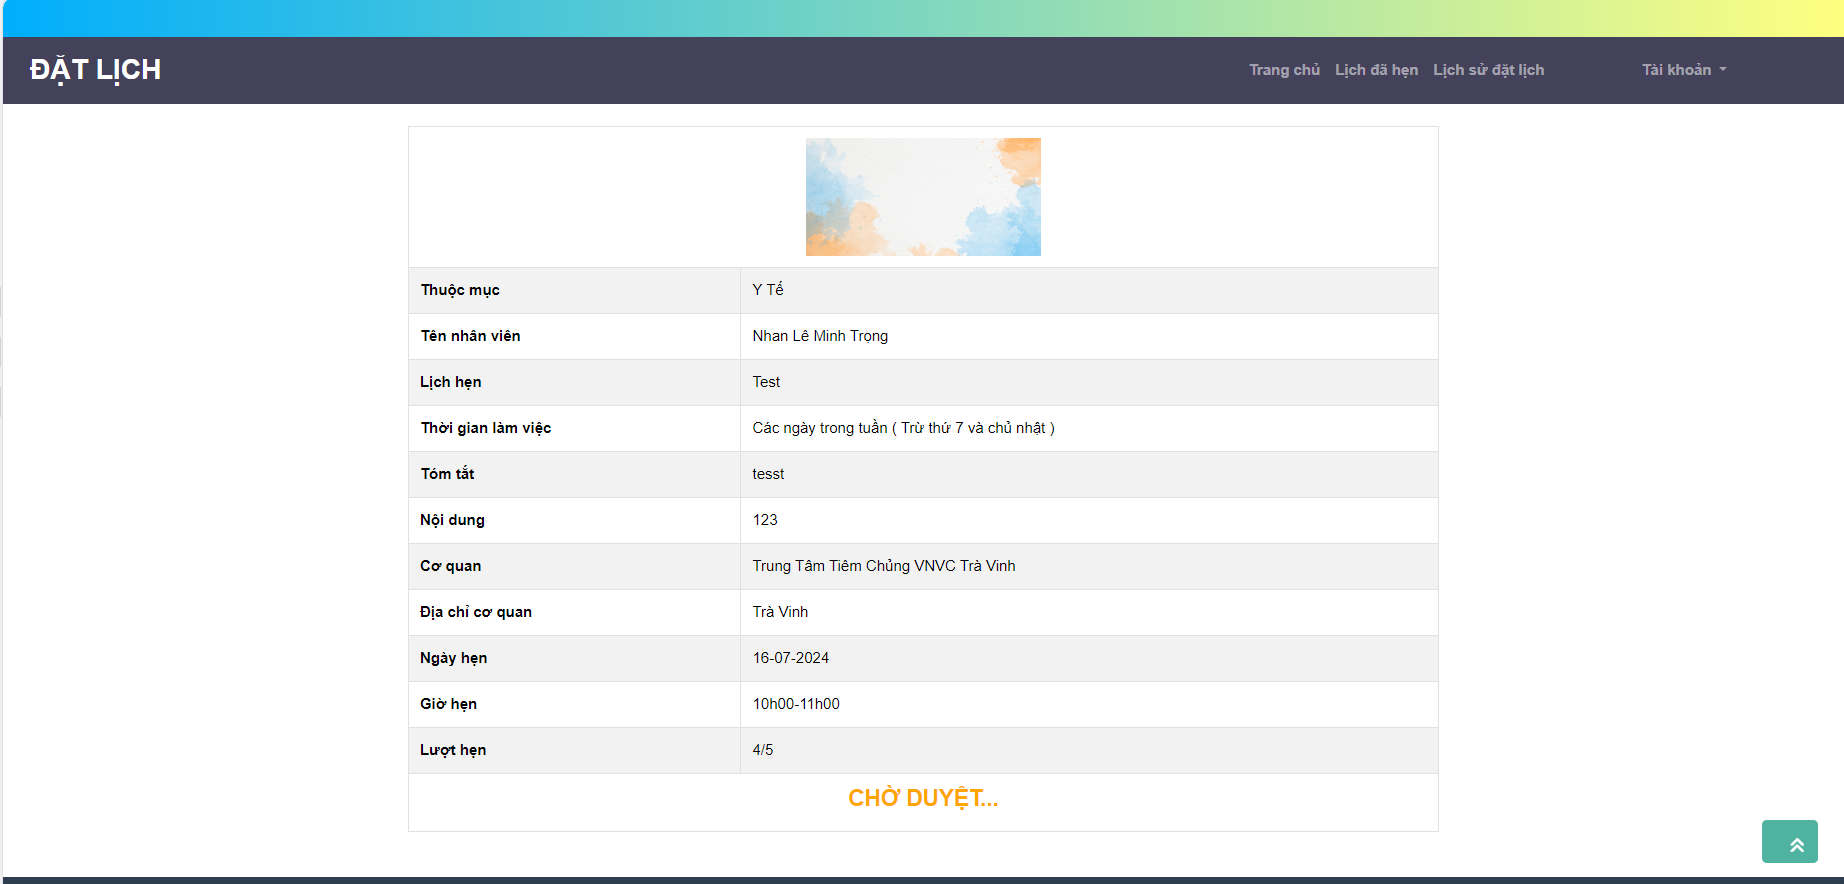 ĐẶT LỊCH
Trang chủ Lịch đã hẹn Lịch sử đặt lịch Tài khoản
Thuộc mục Y Tế
Tên nhân viên Nhan Lê Minh Trọng
Lịch hẹn Test
Thời gian làm việc Các ngày trong tuần ( Trừ thứ 7 và chủ nhật )
Tóm tắt tesst
Nội dung 123
Cơ quan Trung Tâm Tiêm Chủng VNVC Trà Vinh
Địa chỉ cơ quan Trà Vinh
Ngày hẹn 16-07-2024
Giờ hẹn 10h00-11h00
Lượt hẹn 4/5
CHỜ DUYỆT...